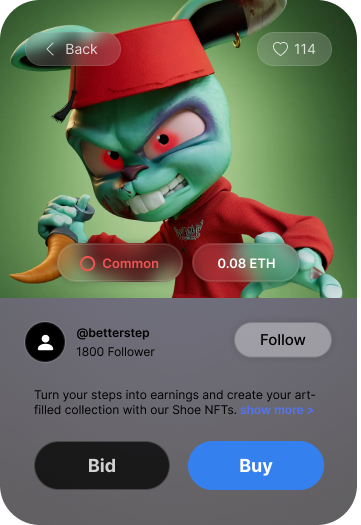 Back
114
Common
0.08 ETH
@betterstep
1800 Follower
Follow
Turn your steps into earnings and create your art-
filled collection with our Shoe NFTs. show more >
Bid
Buy